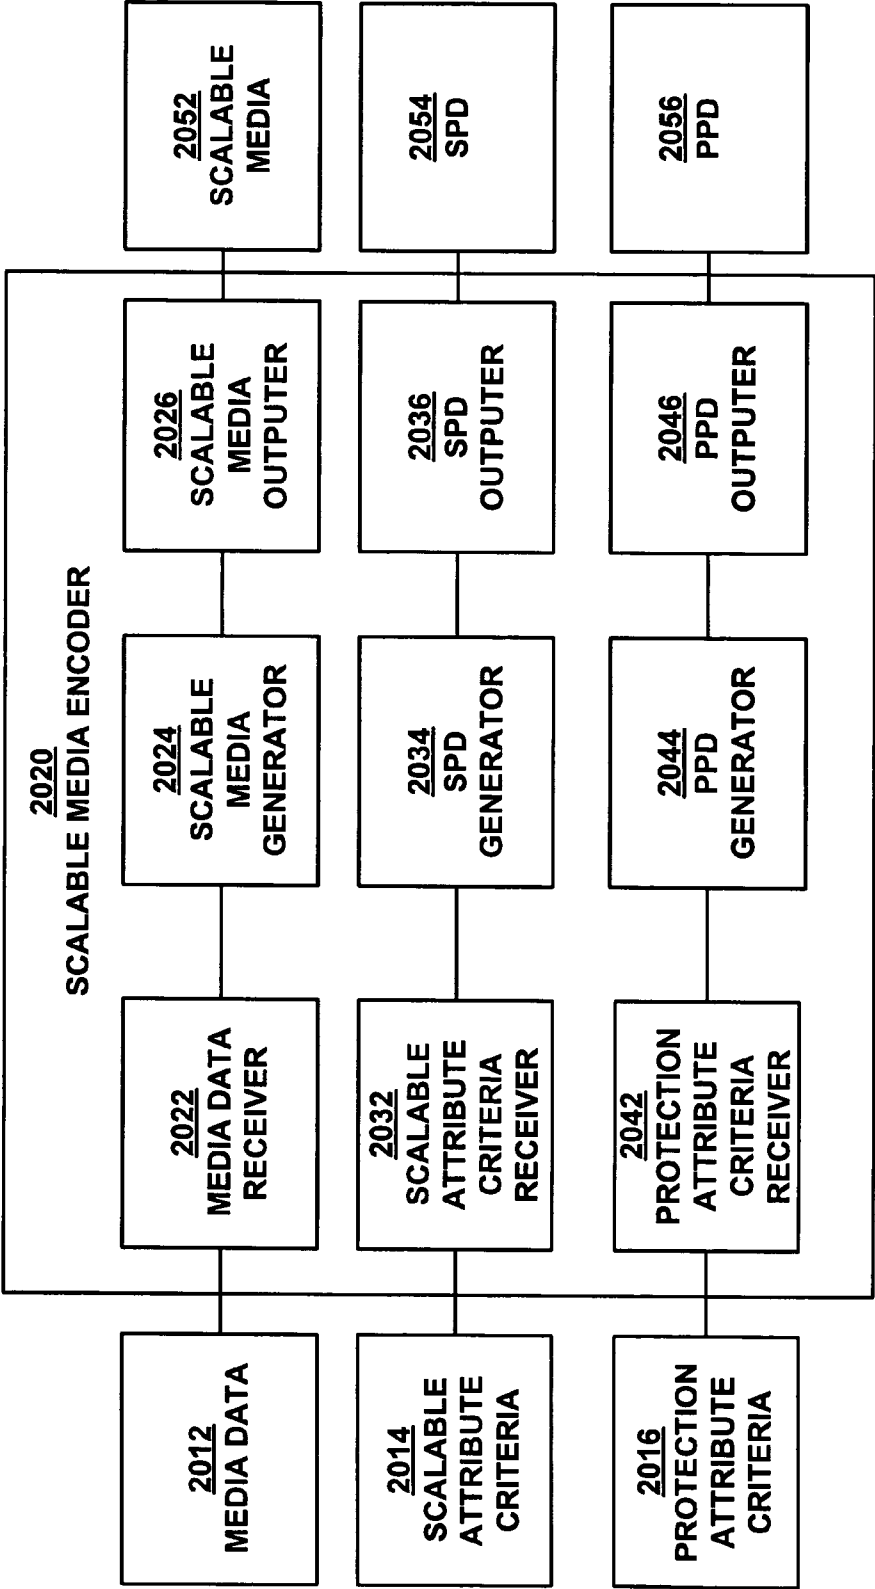 2020
SCALABLE MEDIA ENCODER
2012
MEDIA DATA
2022
MEDIA DATA
RECEIVER
2024
SCALABLE
MEDIA
GENERATOR
2026
SCALABLE
MEDIA
OUTPUTER
2052
SCALABLE
MEDIA
2014
SCALABLE
ATTRIBUTE
CRITERIA
2032
SCALABLE
ATTRIBUTE
CRITERIA
RECEIVER
2034
SPD
GENERATOR
2036
SPD
OUTPUTER
2054
SPD
2016
PROTECTION
ATTRIBUTE
CRITERIA
2042
PROTECTION
ATTRIBUTE
CRITERIA
RECEIVER
2044
PPD
GENERATOR
2046
PPD
OUTPUTER
2056
PPD